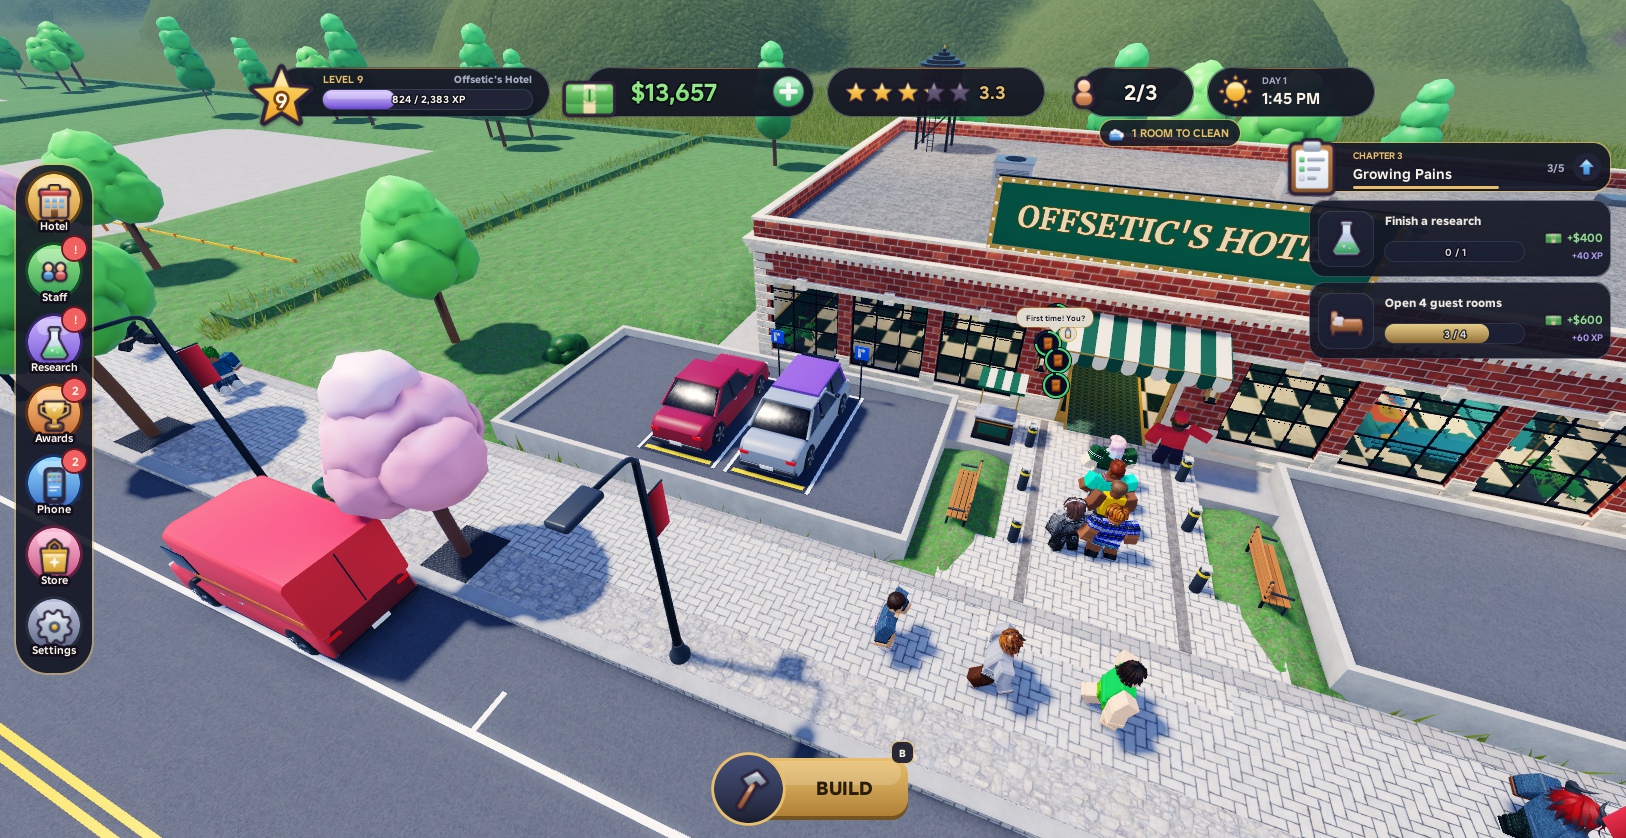 LEVEL 9
Offsetic's Hotel
9
824 / 2,383 XP
$13,657
3.3
2/3
DAY 1
1:45 PM
1 ROOM TO CLEAN
CHAPTER 3
Growing Pains
3/5
Finish a research
0 / 1
+$400
+40 XP
Open 4 guest rooms
3 / 4
+$600
+60 XP
Hotel
!
Staff
!
Research
2
Awards
2
Phone
Store
Settings
OFFSETIC'S HOT
First time! You?
B
BUILD